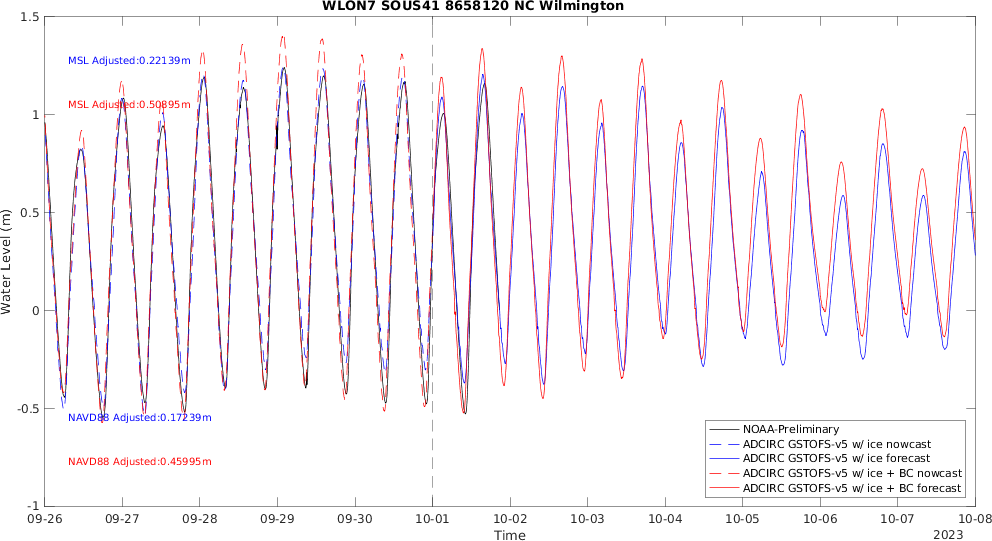 WLON7 SOUS41 8658120 NC Wilmington
1.5
1
0.5
0
-0.5
-1
Water Level (m)
MSL Adjusted:0.22139m
MSL Adjusted:0.50895m
NAVD88 Adjusted:0.17239m
NAVD88 Adjusted:0.45995m
NOAA-Preliminary
ADCIRC GSTOFS-v5 w/ ice nowcast
ADCIRC GSTOFS-v5 w/ ice forecast
ADCIRC GSTOFS-v5 w/ ice + BC nowcast
ADCIRC GSTOFS-v5 w/ ice + BC forecast
09-26 09-27 09-28 09-29 09-30 10-01 10-02 10-03 10-04 10-05 10-06 10-07 10-08
Time
2023